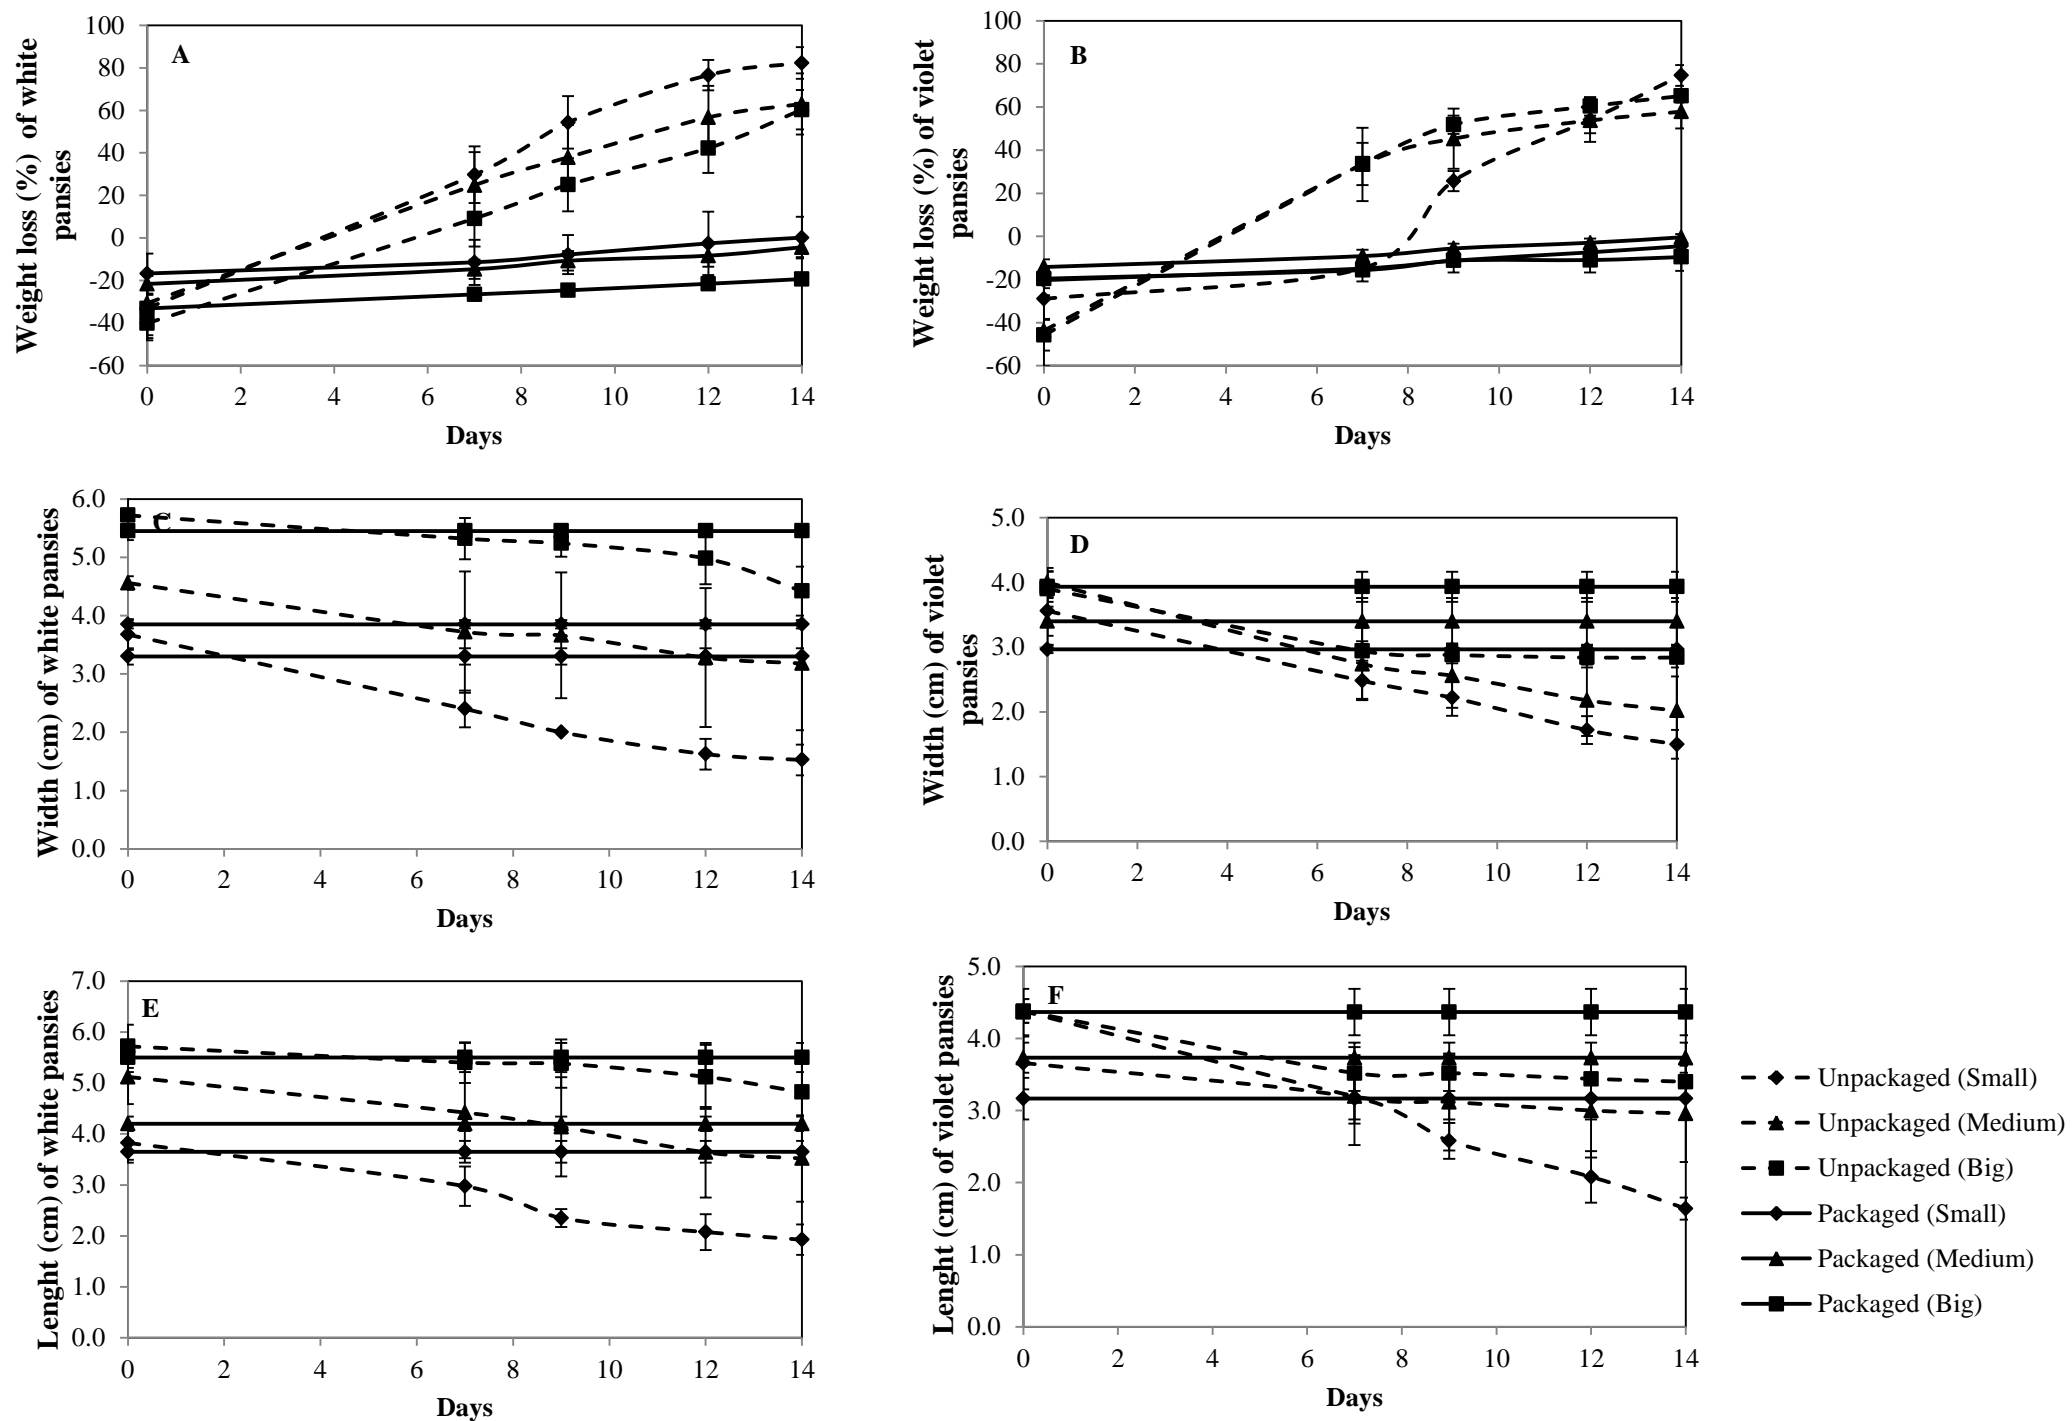 A
Weight loss (%) of white
pansies
100
80
60
40
20
0
-20
-40
-60
0 2 4 6 8 10 12 14
Days
B
Weight loss (%) of violet
pansies
100
80
60
40
20
0
-20
-40
-60
0 2 4 6 8 10 12 14
Days
C
Width (cm) of white pansies
6.0
5.0
4.0
3.0
2.0
1.0
0.0
0 2 4 6 8 10 12 14
Days
D
Width (cm) of violet
pansies
5.0
4.0
3.0
2.0
1.0
0.0
0 2 4 6 8 10 12 14
Days
E
Lenght (cm) of white pansies
7.0
6.0
5.0
4.0
3.0
2.0
1.0
0.0
0 2 4 6 8 10 12 14
Days
F
Lenght (cm) of violet pansies
5.0
4.0
3.0
2.0
1.0
0.0
0 2 4 6 8 10 12 14
Days
Unpackaged (Small)
Unpackaged (Medium)
Unpackaged (Big)
Packaged (Small)
Packaged (Medium)
Packaged (Big)